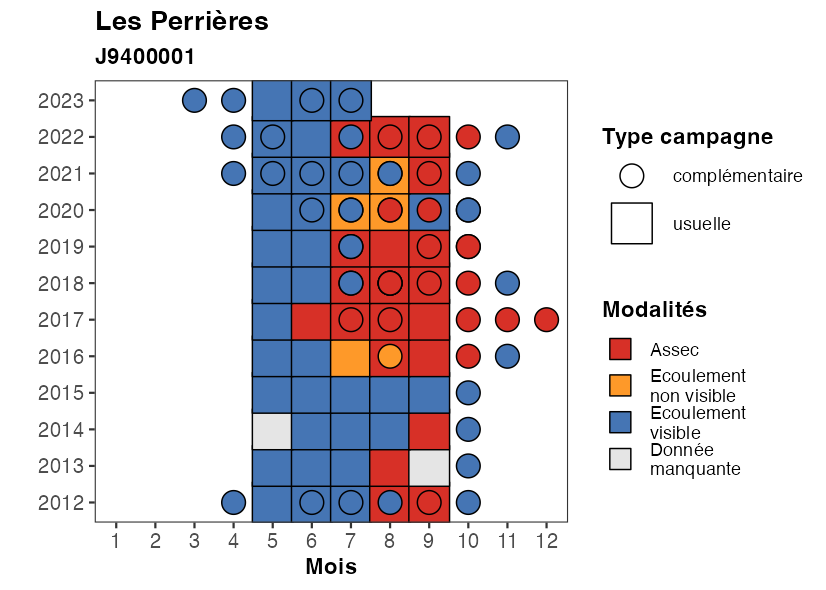 Les Perrières
J9400001
2023
2022
2021
2020
2019
2018
2017
2016
2015
2014
2013
2012
1 2 3 4 5 6 7 8 9 10 11 12
Mois
Type campagne
complémentaire
usuelle
Modalités
Assec
Ecoulement
non visible
Ecoulement
visible
Donnée
manquante